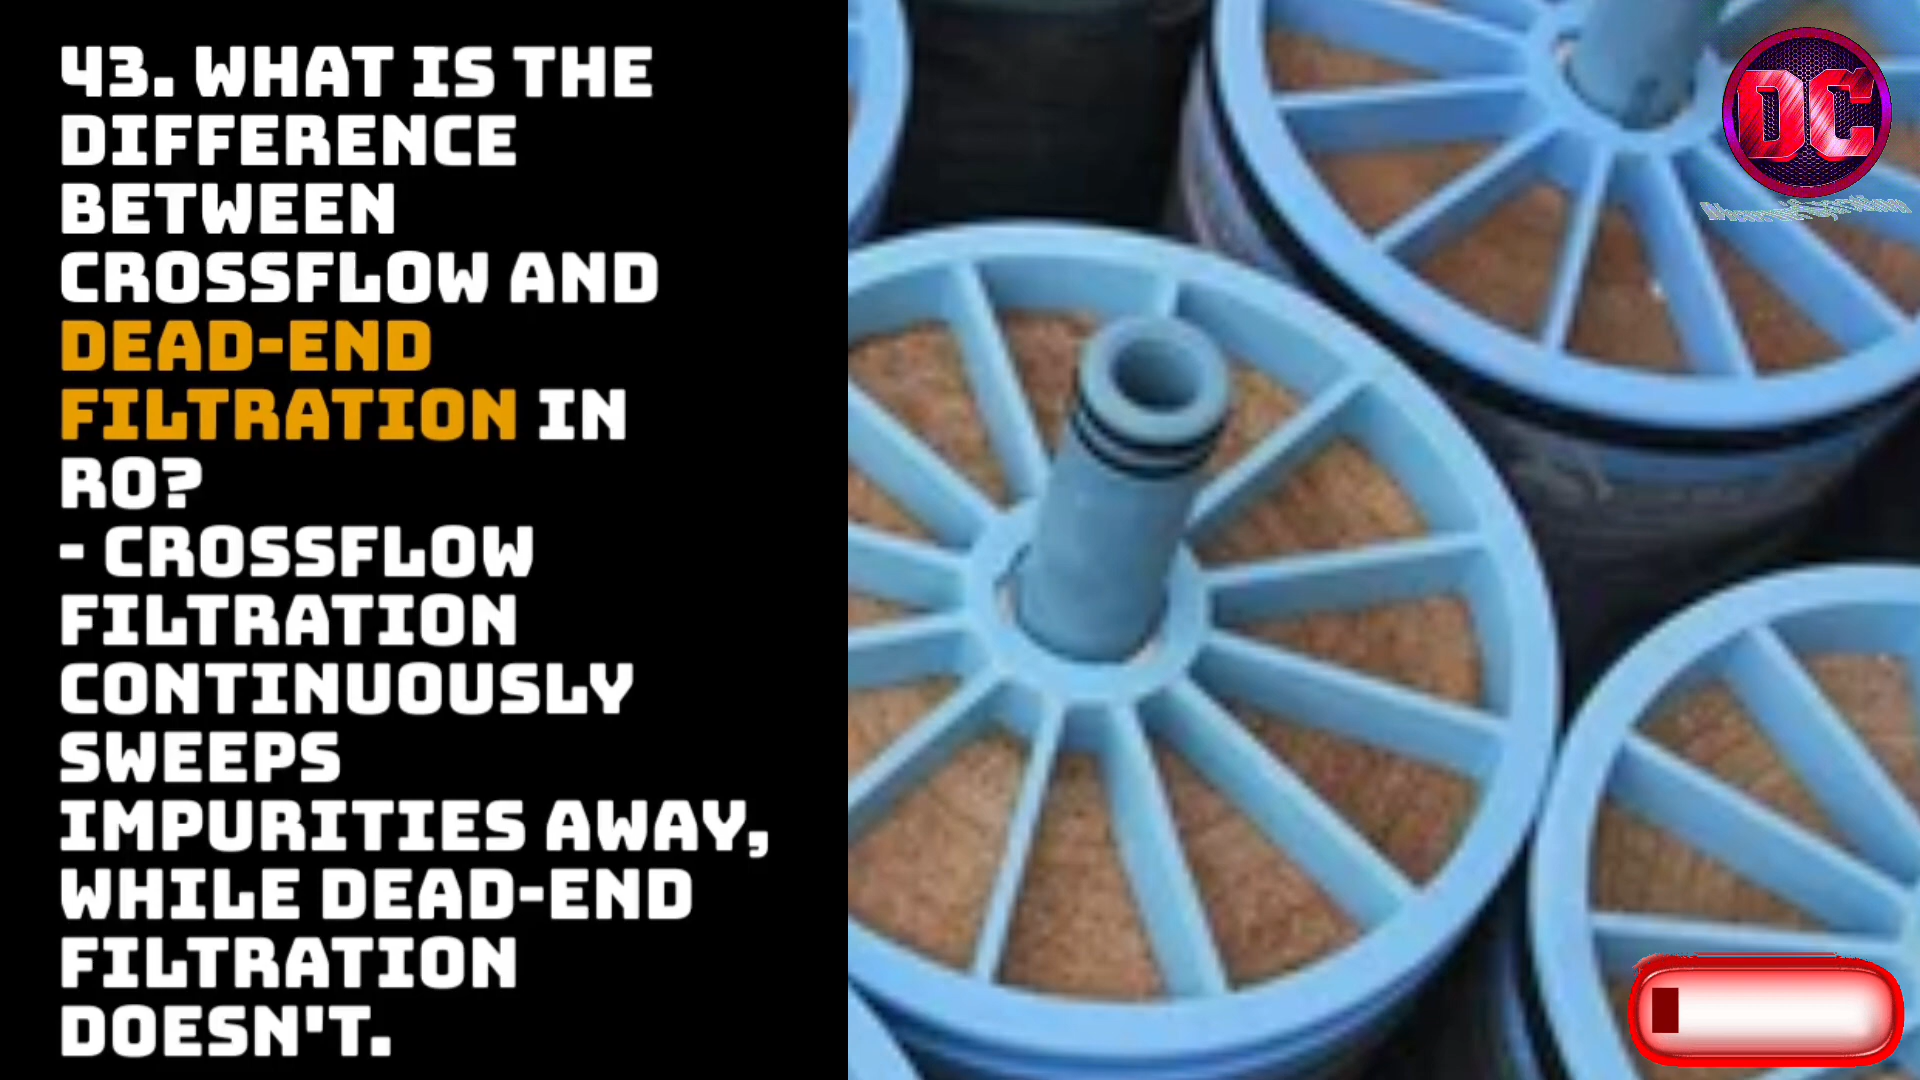 43. WHAT IS THE
DIFFERENCE
BETWEEN
CROSSFLOW AND
DEAD-END
FILTRATION IN
RO?
- CROSSFLOW
FILTRATION
CONTINUOUSLY
SWEEPS
IMPURITIES AWAY,
WHILE DEAD-END
FILTRATION
DOESN'T.
DC